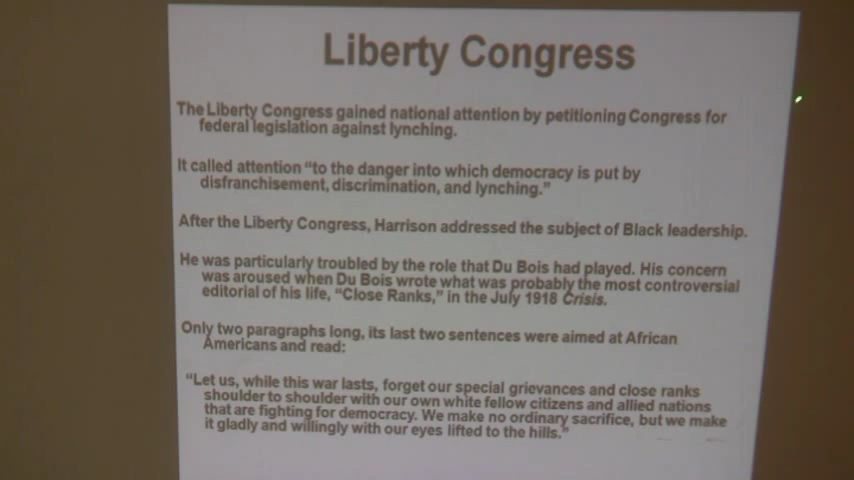 Liberty Congress
The Liberty Congress gained national attention by petitioning Congress for
federal legislation against lynching.
It called attention “to the danger into which democracy is put by
disfranchisement, discrimination, and lynching.”
After the Liberty Congress, Harrison addressed the subject of Black leadership.
He was particularly troubled by the role that Du Bois had played. His concern
was aroused when Du Bois wrote what was probably the most controversial
editorial of his life, “Close Ranks,” in the July 1918 Crisis.
Only two paragraphs long, its last two sentences were aimed at African
Americans and read:
“Let us, while this war lasts, forget our special grievances and close ranks
shoulder to shoulder with our own white fellow citizens and allied nations
that are fighting for democracy. We make no ordinary sacrifice, but we make
it gladly and willingly with our eyes lifted to the hills.”